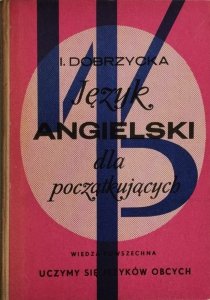 I. DOBRZYCKA
Język
ANGIELSKI
dla
początkujących
WIEDZA POWSZECHNA
UCZYMY SIĘ JĘZYKÓW OBCYCH